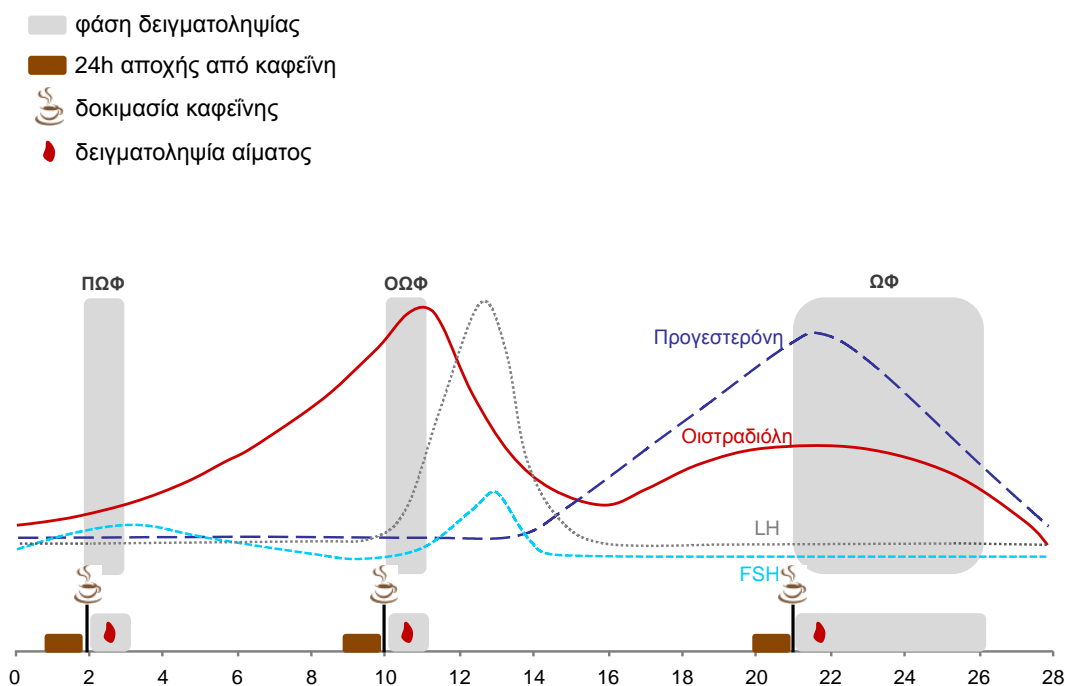 φάση δειγματοληψίας
24h αποχής από καφεΐνη
δοκιμασία καφεΐνης
δειγματοληψία αίματος
ΠΩΦ ΟΩΦ ΩΦ
Προγεστερόνη
Οιστραδιόλη
LH
FSH
0 2 4 6 8 10 12 14 16 18 20 22 24 26 28